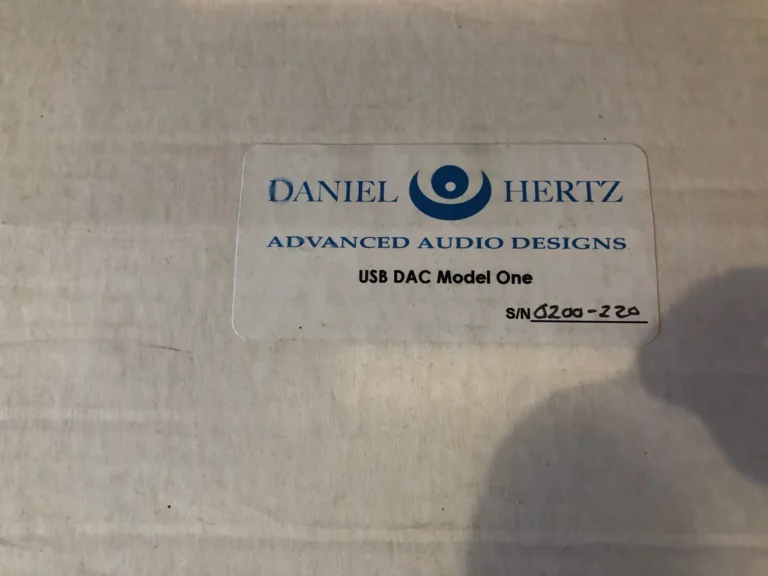 DANIEL HERTZ
ADVANCED AUDIO DESIGNS
USB DAC Model One
S/N 0200-220